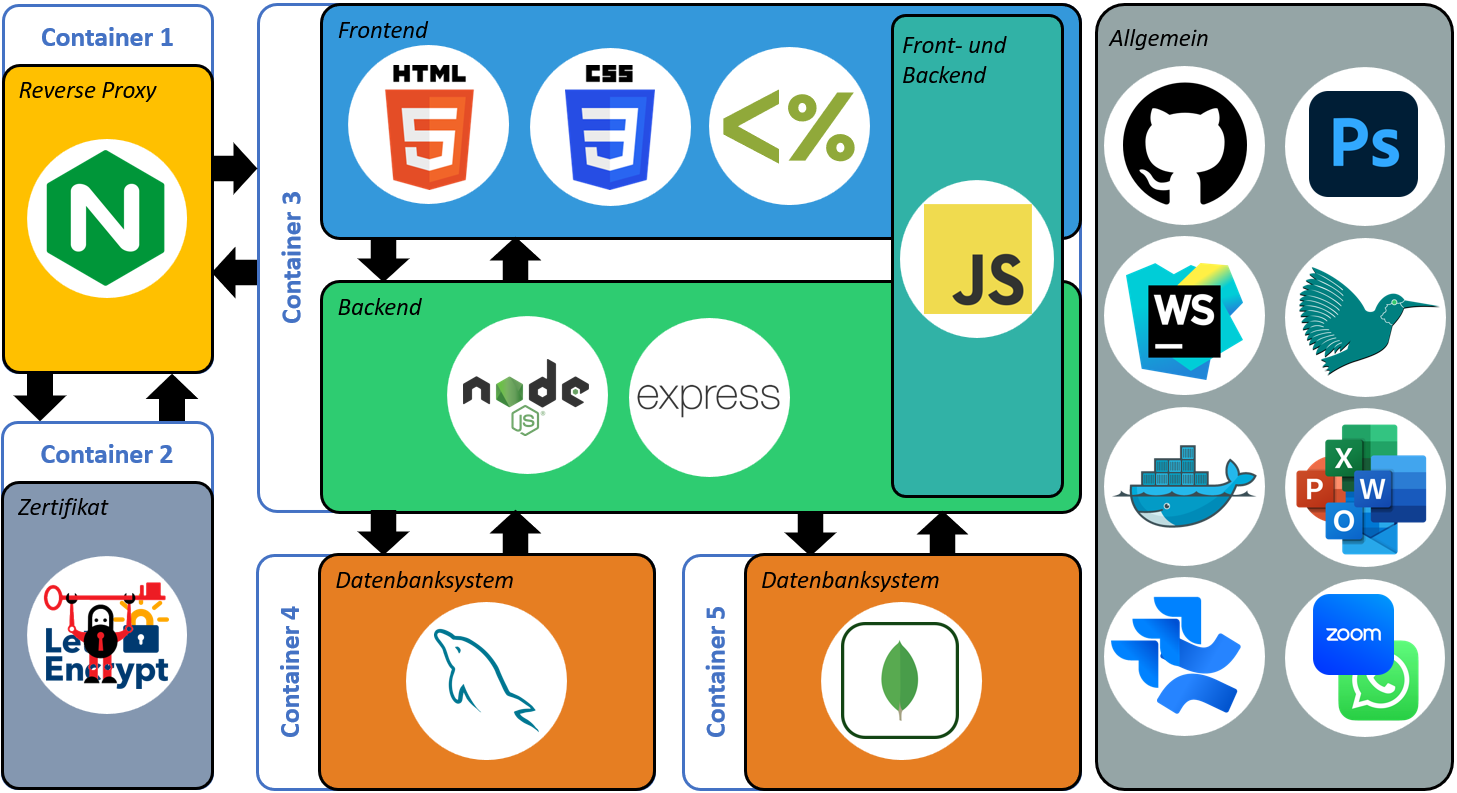 Container 1
Reverse Proxy
N
Container 2
Zertifikat
Le
Encrypt
Container 3
Frontend
HTML
5
CSS
3
<%
Front- und
Backend
JS
Backend
node
JS
express
Container 4
Datenbanksystem
Container 5
Datenbanksystem
Allgemein
Ps
WS
X
P
W
O
zoom